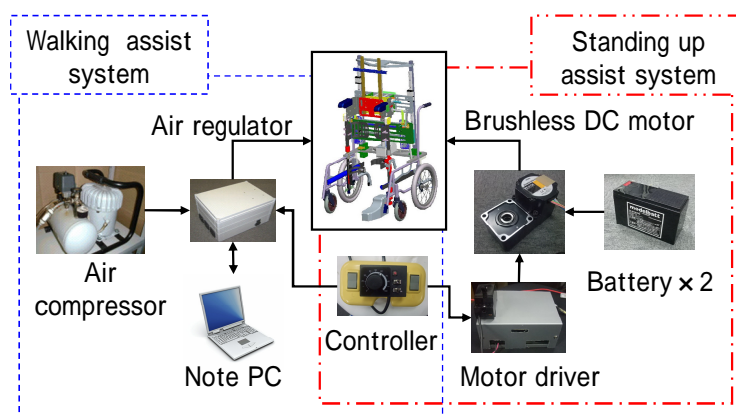 Walking assist
system
Standing up
assist system
Air regulator
Brushless DC motor
Air
compressor
Note PC
Controller
Motor driver
Battery × 2